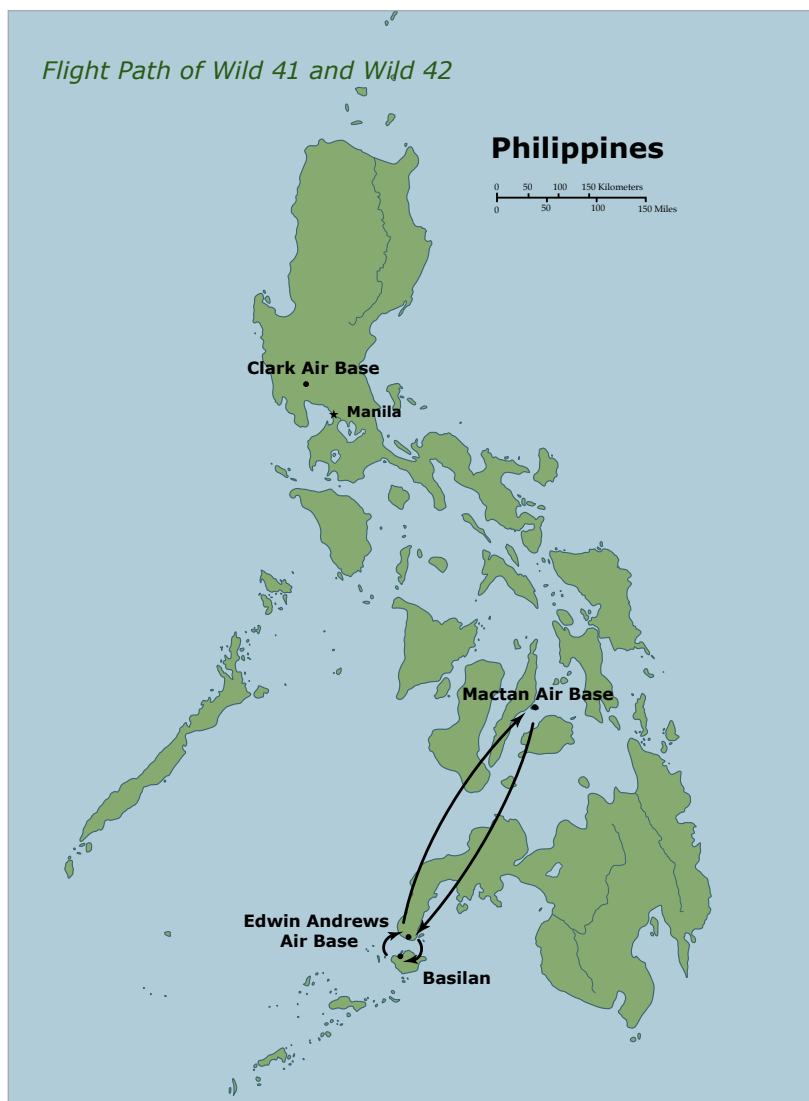 Flight Path of Wild 41 and Wild 42
Philippines
0 50 100 150 Kilometers
0 50 100 150 Miles
Clark Air Base
Manila
Mactan Air Base
Edwin Andrews
Air Base
Basilan